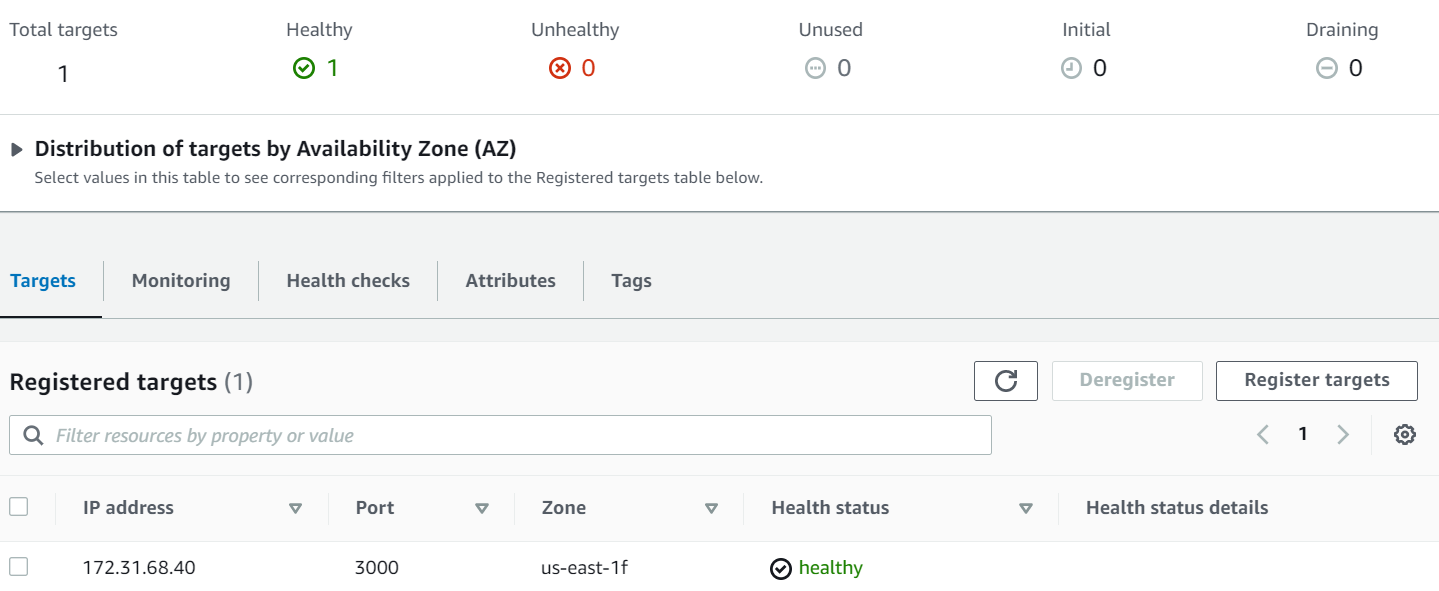 Total targets Healthy Unhealthy Unused Initial Draining
1 1 0 0 0 0
Distribution of targets by Availability Zone (AZ)
Select values in this table to see corresponding filters applied to the Registered targets table below.
Targets Monitoring Health checks Attributes Tags
Registered targets (1) Deregister Register targets
Filter resources by property or value 1
IP address Port Zone Health status Health status details
172.31.68.40 3000 us-east-1f healthy